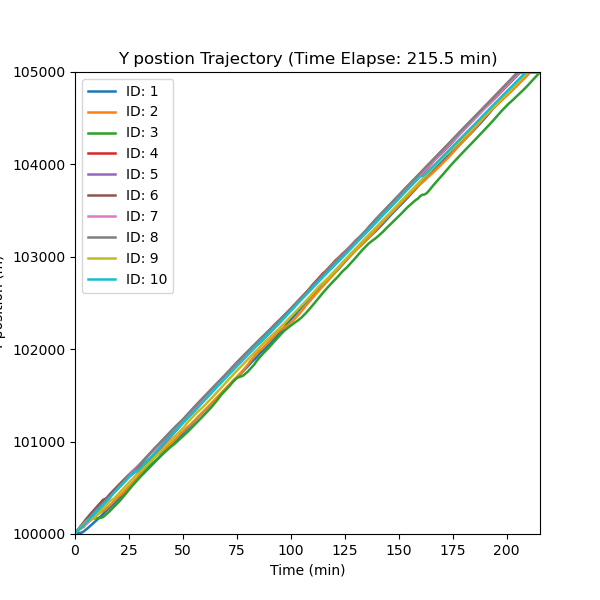 Y postion Trajectory (Time Elapse: 215.5 min)
105000
104000
103000
102000
101000
100000
ID: 1
ID: 2
ID: 3
ID: 4
ID: 5
ID: 6
ID: 7
ID: 8
ID: 9
ID: 10
0 25 50 75 100 125 150 175 200
Time (min)